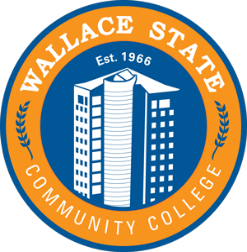 WALLACE STATE
Est. 1966
COMMUNITY COLLEGE